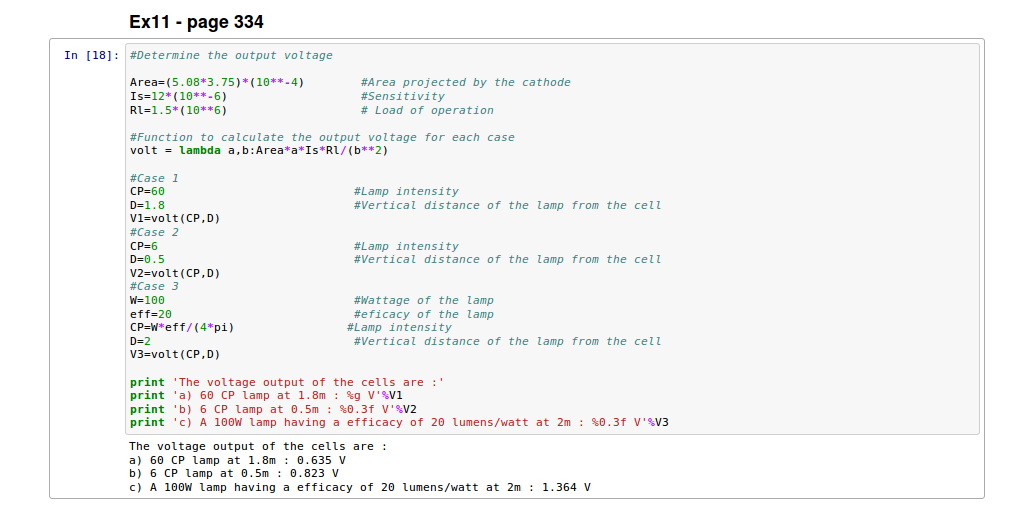 Ex11 - page 334
In [18]: #Determine the output voltage
Area=(5.08*3.75)*(10**-4) #Area projected by the cathode
Is=12*(10**-6) #Sensitivity
Rl=1.5*(10**6) # Load of operation
#Function to calculate the output voltage for each case
volt = lambda a,b:Area*a*Is*Rl/(b**2)
#Case 1
CP=60 #Lamp intensity
D=1.8 #Vertical distance of the lamp from the cell
V1=volt(CP,D)
#Case 2
CP=6 #Lamp intensity
D=0.5 #Vertical distance of the lamp from the cell
V2=volt(CP,D)
#Case 3
W=100 #Wattage of the lamp
eff=20 #eficacy of the lamp
CP=W*eff/(4*pi) #Lamp intensity
D=2 #Vertical distance of the lamp from the cell
V3=volt(CP,D)
print 'The voltage output of the cells are :'
print 'a) 60 CP lamp at 1.8m : %g V'%V1
print 'b) 6 CP lamp at 0.5m : %0.3f V'%V2
print 'c) A 100W lamp having a efficacy of 20 lumens/watt at 2m : %0.3f V'%V3
The voltage output of the cells are :
a) 60 CP lamp at 1.8m : 0.635 V
b) 6 CP lamp at 0.5m : 0.823 V
c) A 100W lamp having a efficacy of 20 lumens/watt at 2m : 1.364 V